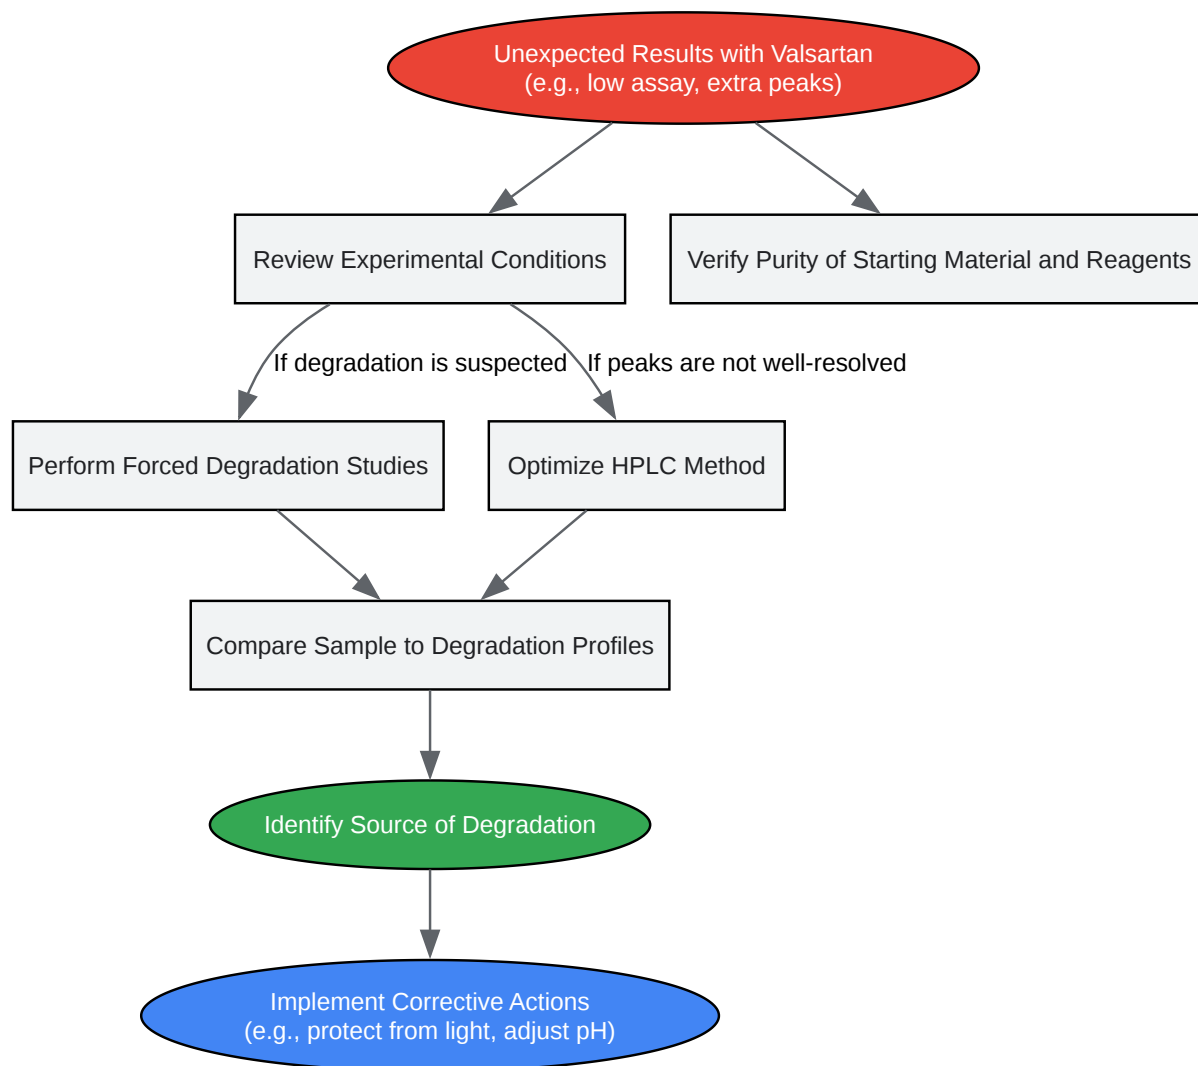 Unexpected Results with Valsartan
(e.g., low assay, extra peaks)
Review Experimental Conditions
Verify Purity of Starting Material and Reagents
If degradation is suspected
If peaks are not well-resolved
Perform Forced Degradation Studies
Optimize HPLC Method
Compare Sample to Degradation Profiles
Identify Source of Degradation
Implement Corrective Actions
(e.g., protect from light, adjust pH)